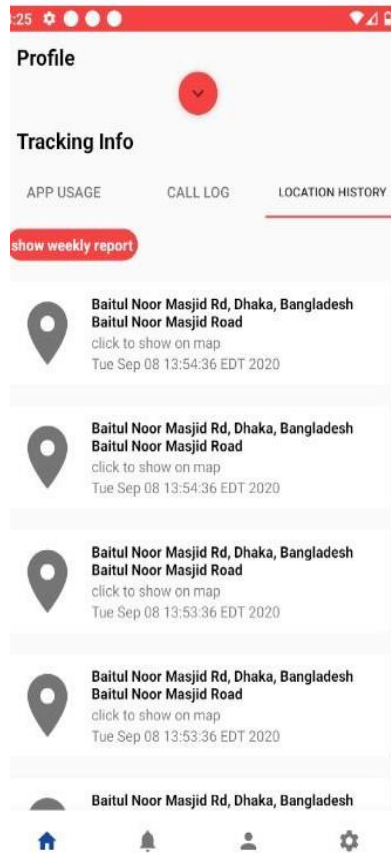 :25
Profile
Tracking Info
APP USAGE CALL LOG LOCATION HISTORY
show weekly report
Baitul Noor Masjid Rd, Dhaka, Bangladesh
Baitul Noor Masjid Road
click to show on map
Tue Sep 08 13:54:36 EDT 2020
Baitul Noor Masjid Rd, Dhaka, Bangladesh
Baitul Noor Masjid Road
click to show on map
Tue Sep 08 13:54:36 EDT 2020
Baitul Noor Masjid Rd, Dhaka, Bangladesh
Baitul Noor Masjid Road
click to show on map
Tue Sep 08 13:53:36 EDT 2020
Baitul Noor Masjid Rd, Dhaka, Bangladesh
Baitul Noor Masjid Road
click to show on map
Tue Sep 08 13:53:36 EDT 2020
Baitul Noor Masjid Rd, Dhaka, Bangladesh